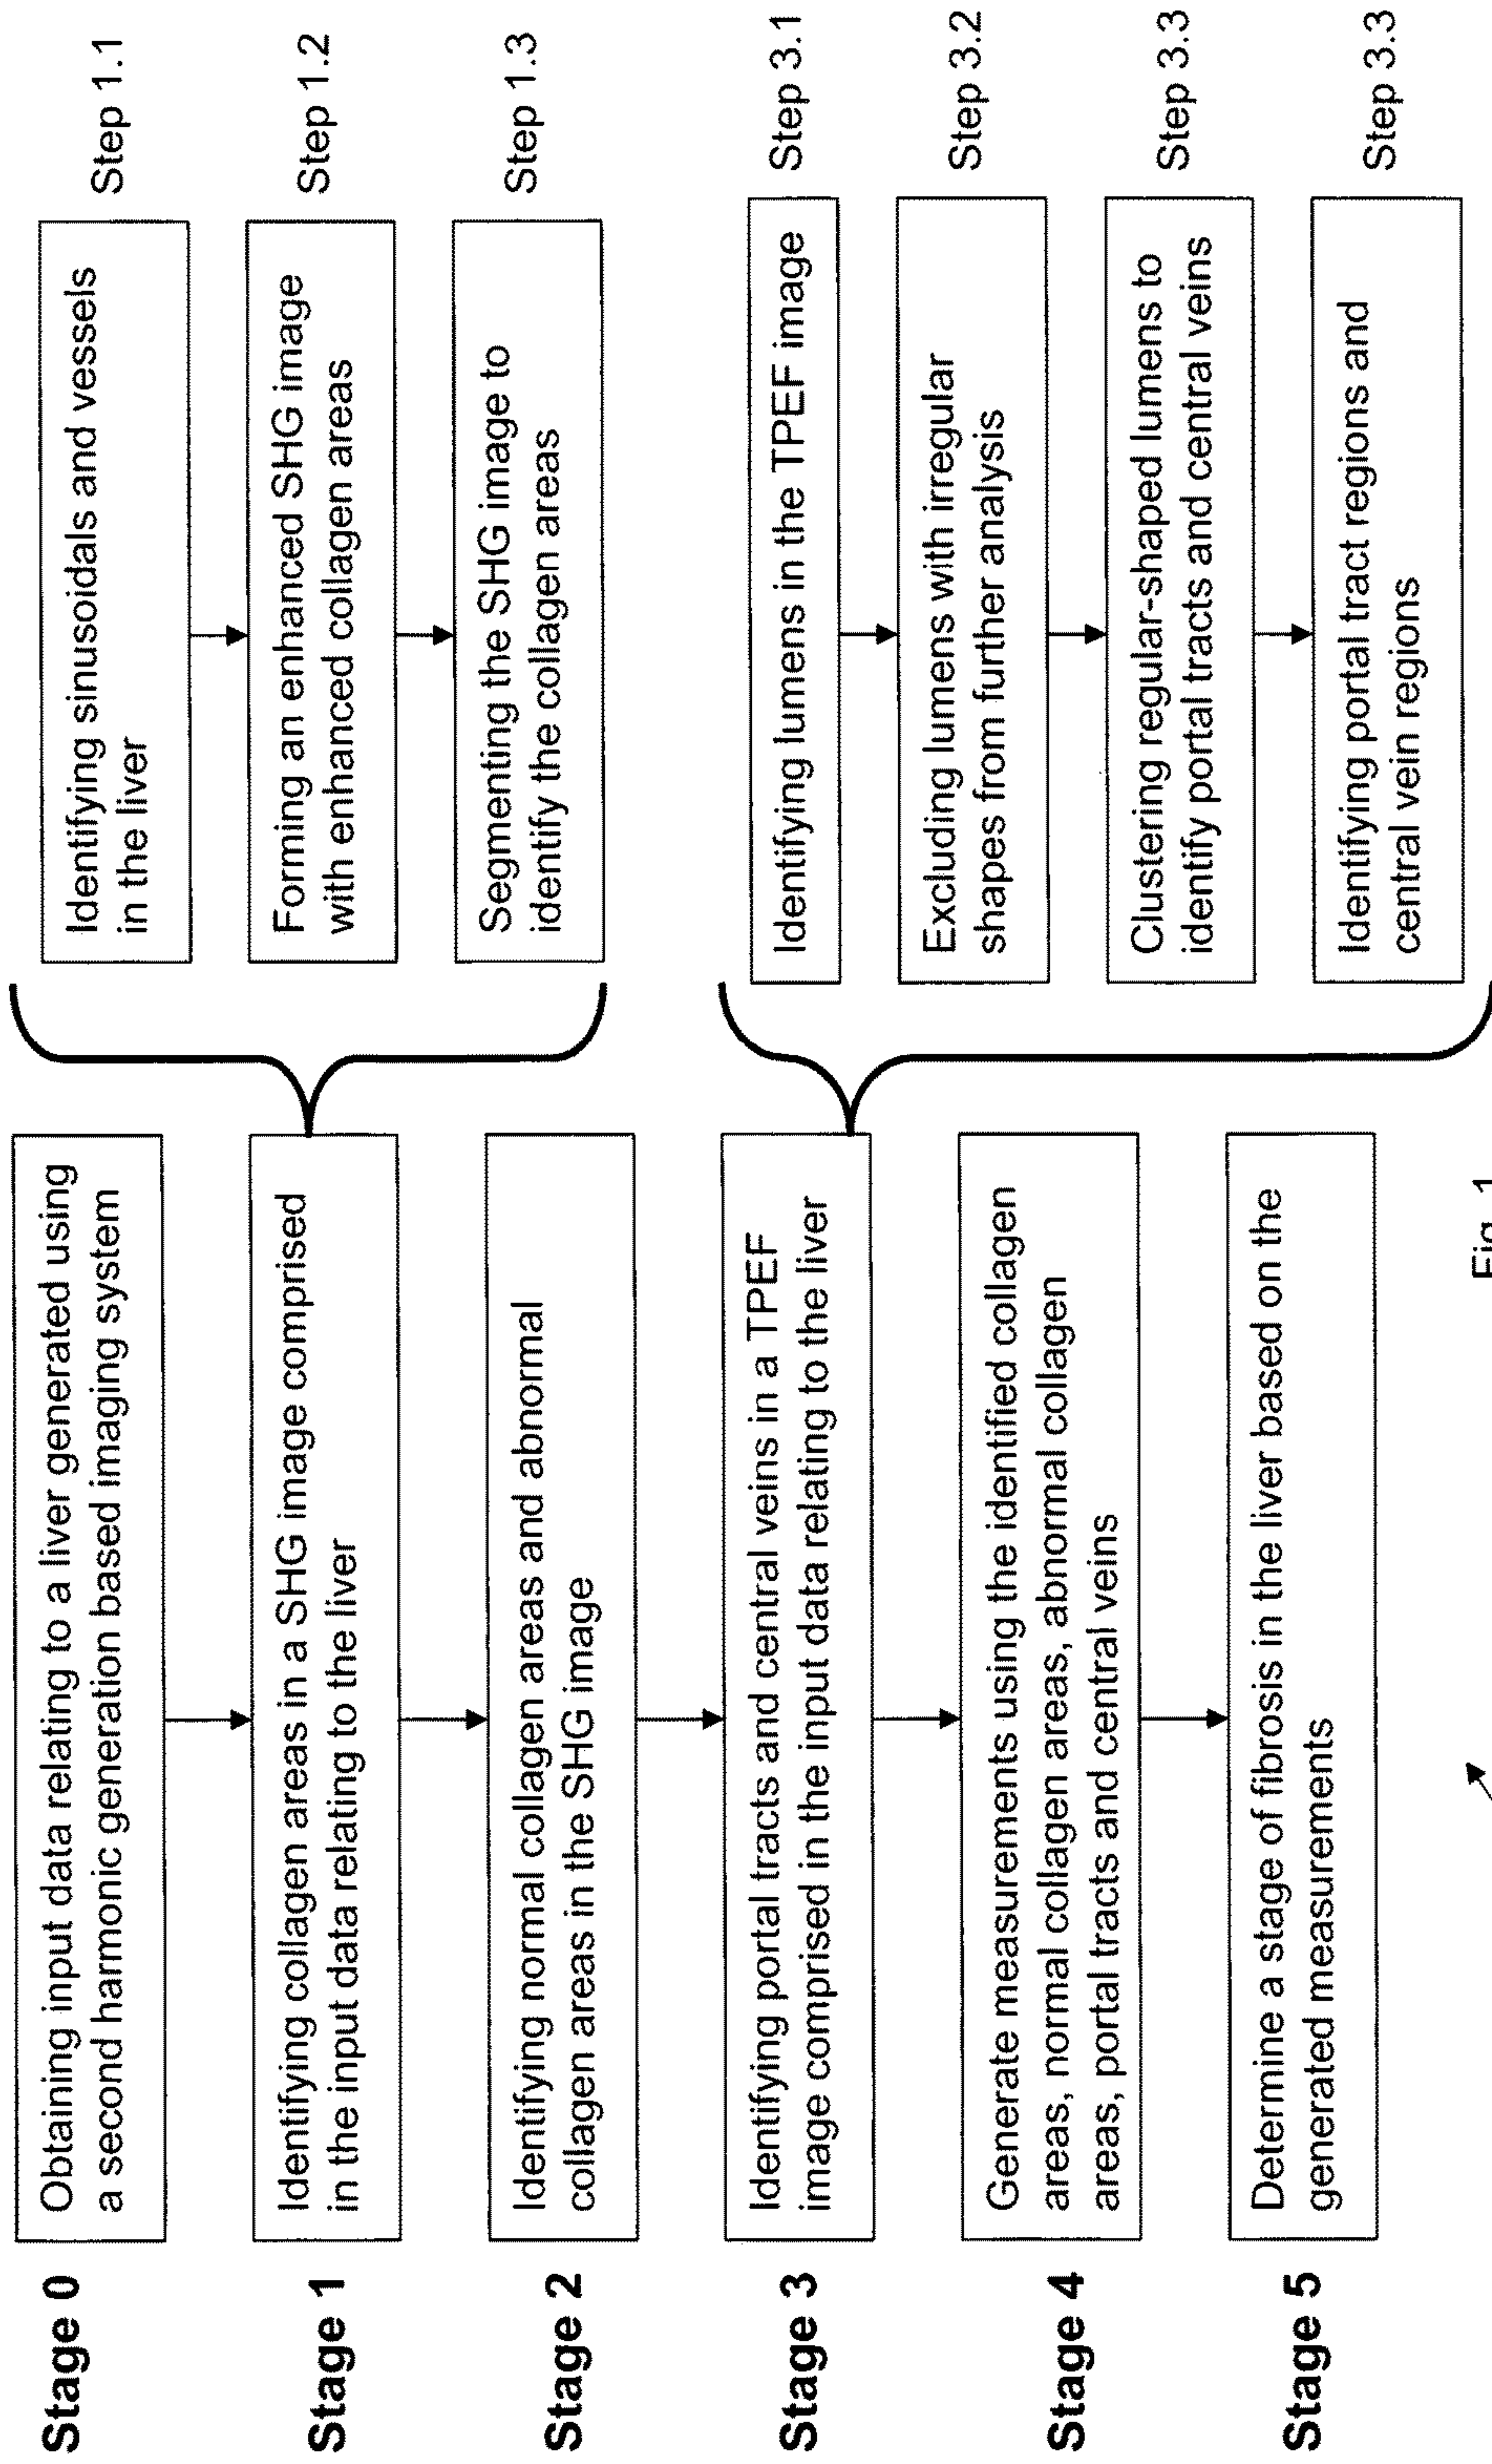 Stage 0
Obtaining input data relating to a liver generated using
a second harmonic generation based imaging system
Stage 1
Identifying collagen areas in a SHG image comprised
in the input data relating to the liver
Stage 2
Identifying normal collagen areas and abnormal
collagen areas in the SHG image
Stage 3
Identifying portal tracts and central veins in a TPEF
image comprised in the input data relating to the liver
Stage 4
Generate measurements using the identified collagen
areas, normal collagen areas, abnormal collagen
areas, portal tracts and central veins
Stage 5
Determine a stage of fibrosis in the liver based on the
generated measurements
Identifying sinusoidals and vessels
in the liver
Step 1.1
Forming an enhanced SHG image
with enhanced collagen areas
Step 1.2
Segmenting the SHG image to
identify the collagen areas
Step 1.3
Identifying lumens in the TPEF image
Step 3.1
Excluding lumens with irregular
shapes from further analysis
Step 3.2
Clustering regular-shaped lumens to
identify portal tracts and central veins
Step 3.3
Identifying portal tract regions and
central vein regions
Step 3.3
Fig. 1